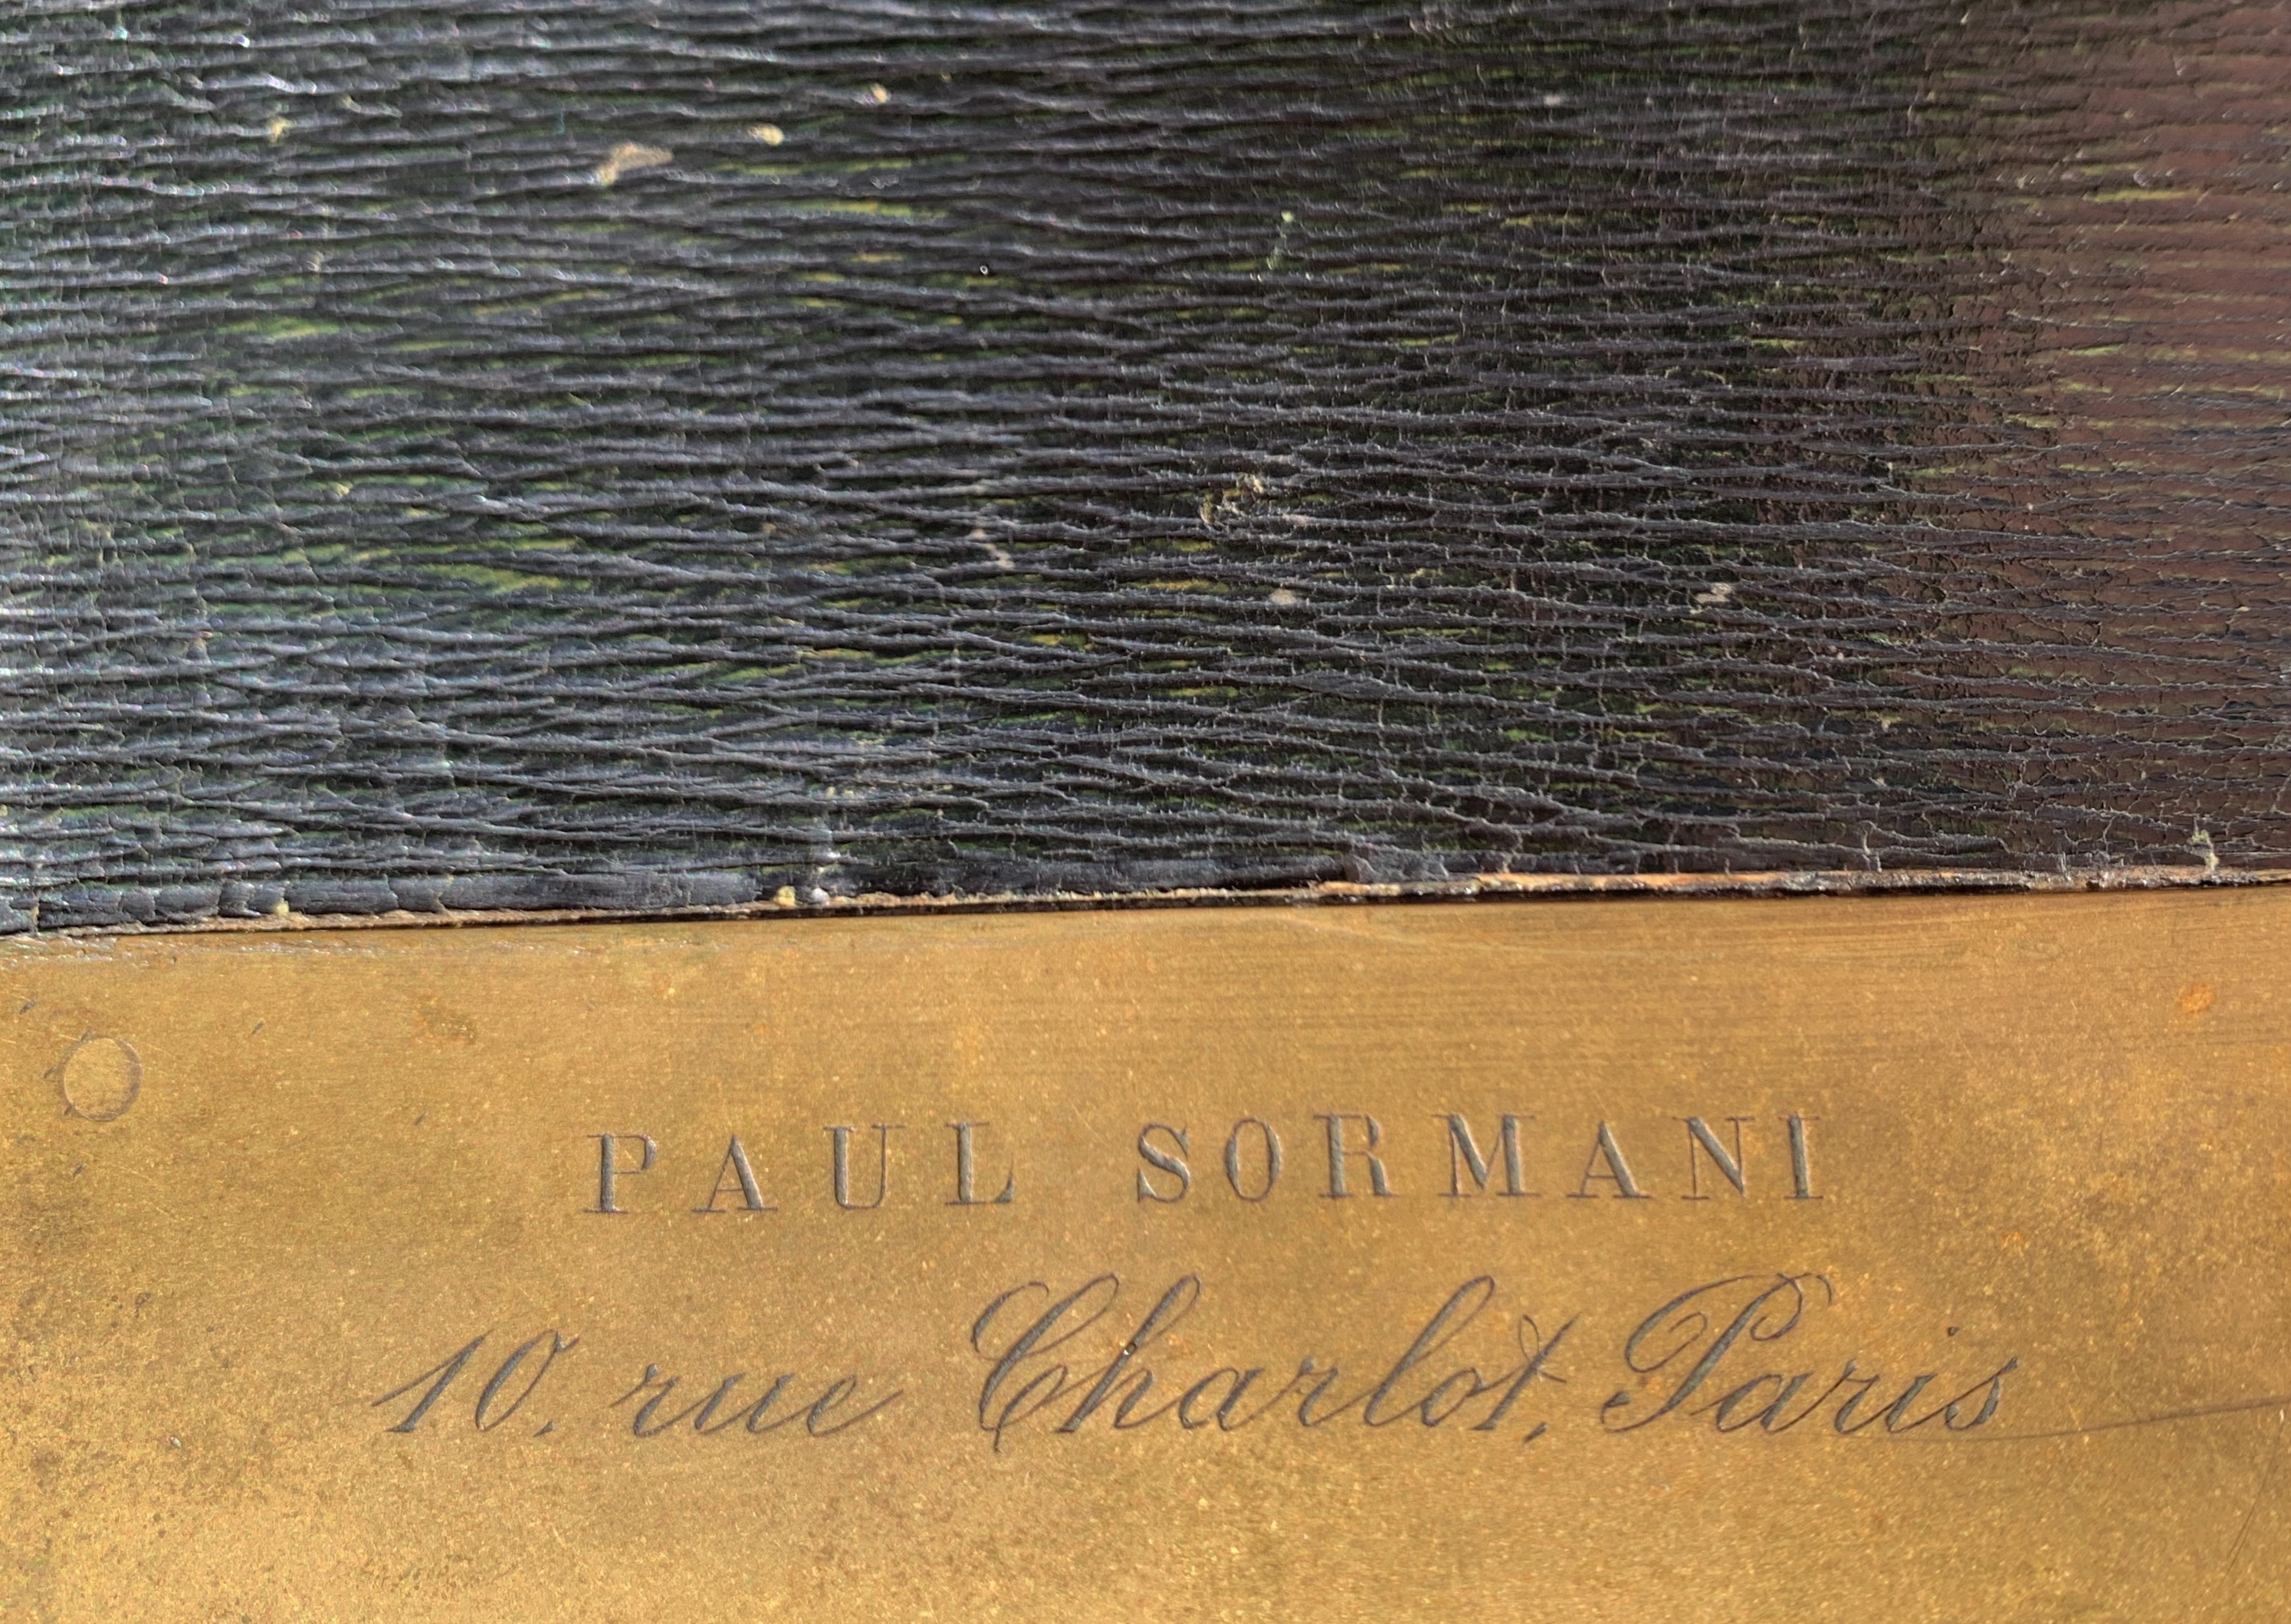 PAUL SORMANI
10, rue Charlot, Paris